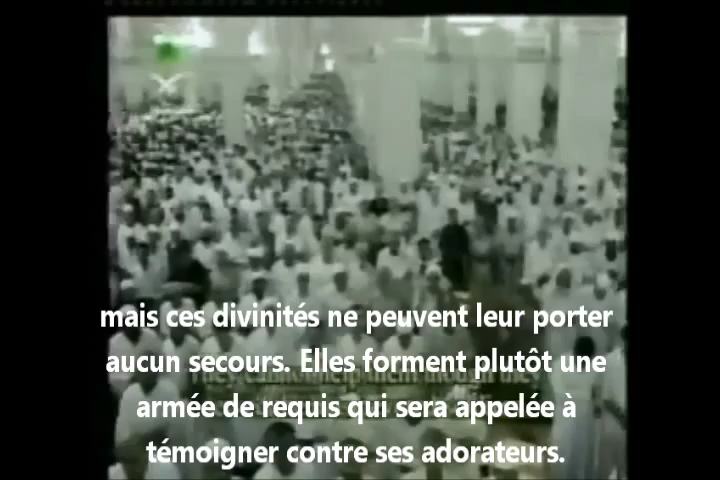 mais ces divinités ne peuvent leur porter
aucun secours. Elles forment plutôt une
armée de requis qui sera appelée à
témoigner contre ses adorateurs.